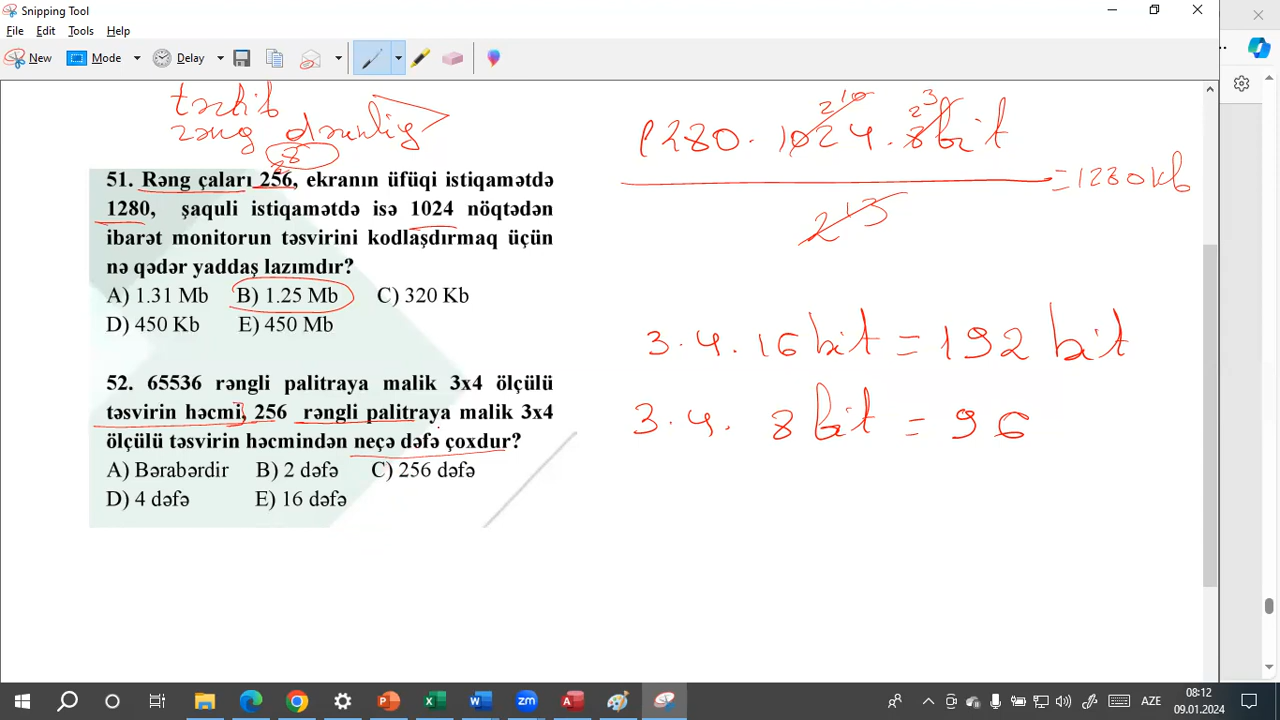 Snipping Tool
File Edit Tools Help
New Mode Delay
tərkib
rəng dərinliyi
8
51. Rəng çaları 256, ekranın üfüqi istiqamətdə
1280, şaquli istiqamətdə isə 1024 nöqtədən
ibarət monitorun təsvirini kodlaşdırmaq üçün
nə qədər yaddaş lazımdır?
A) 1.31 Mb B) 1.25 Mb C) 320 Kb
D) 450 Kb E) 450 Mb
52. 65536 rəngli palitraya malik 3x4 ölçülü
təsvirin həcmi, 256 rəngli palitraya malik 3x4
ölçülü təsvirin həcmindən neçə dəfə çoxdur?
A) Bərabərdir B) 2 dəfə C) 256 dəfə
D) 4 dəfə E) 16 dəfə
2^10 2^3
1280 · 1024 · 8bit
= 1280 kb
2^13
3 · 4 · 16 bit = 192 bit
3 · 4 · 8 bit = 96
AZE
08:12
09.01.2024